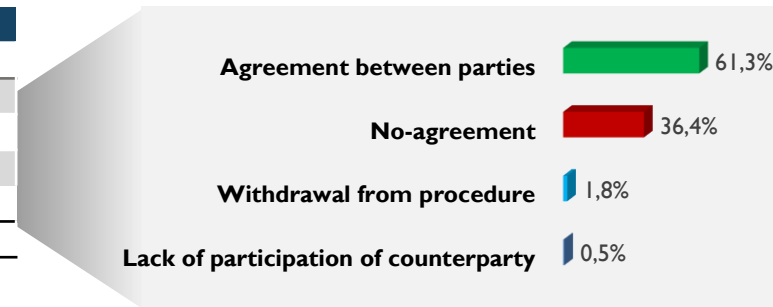 Agreement between parties 61,3%
No-agreement 36,4%
Withdrawal from procedure 1,8%
Lack of participation of counterparty 0,5%